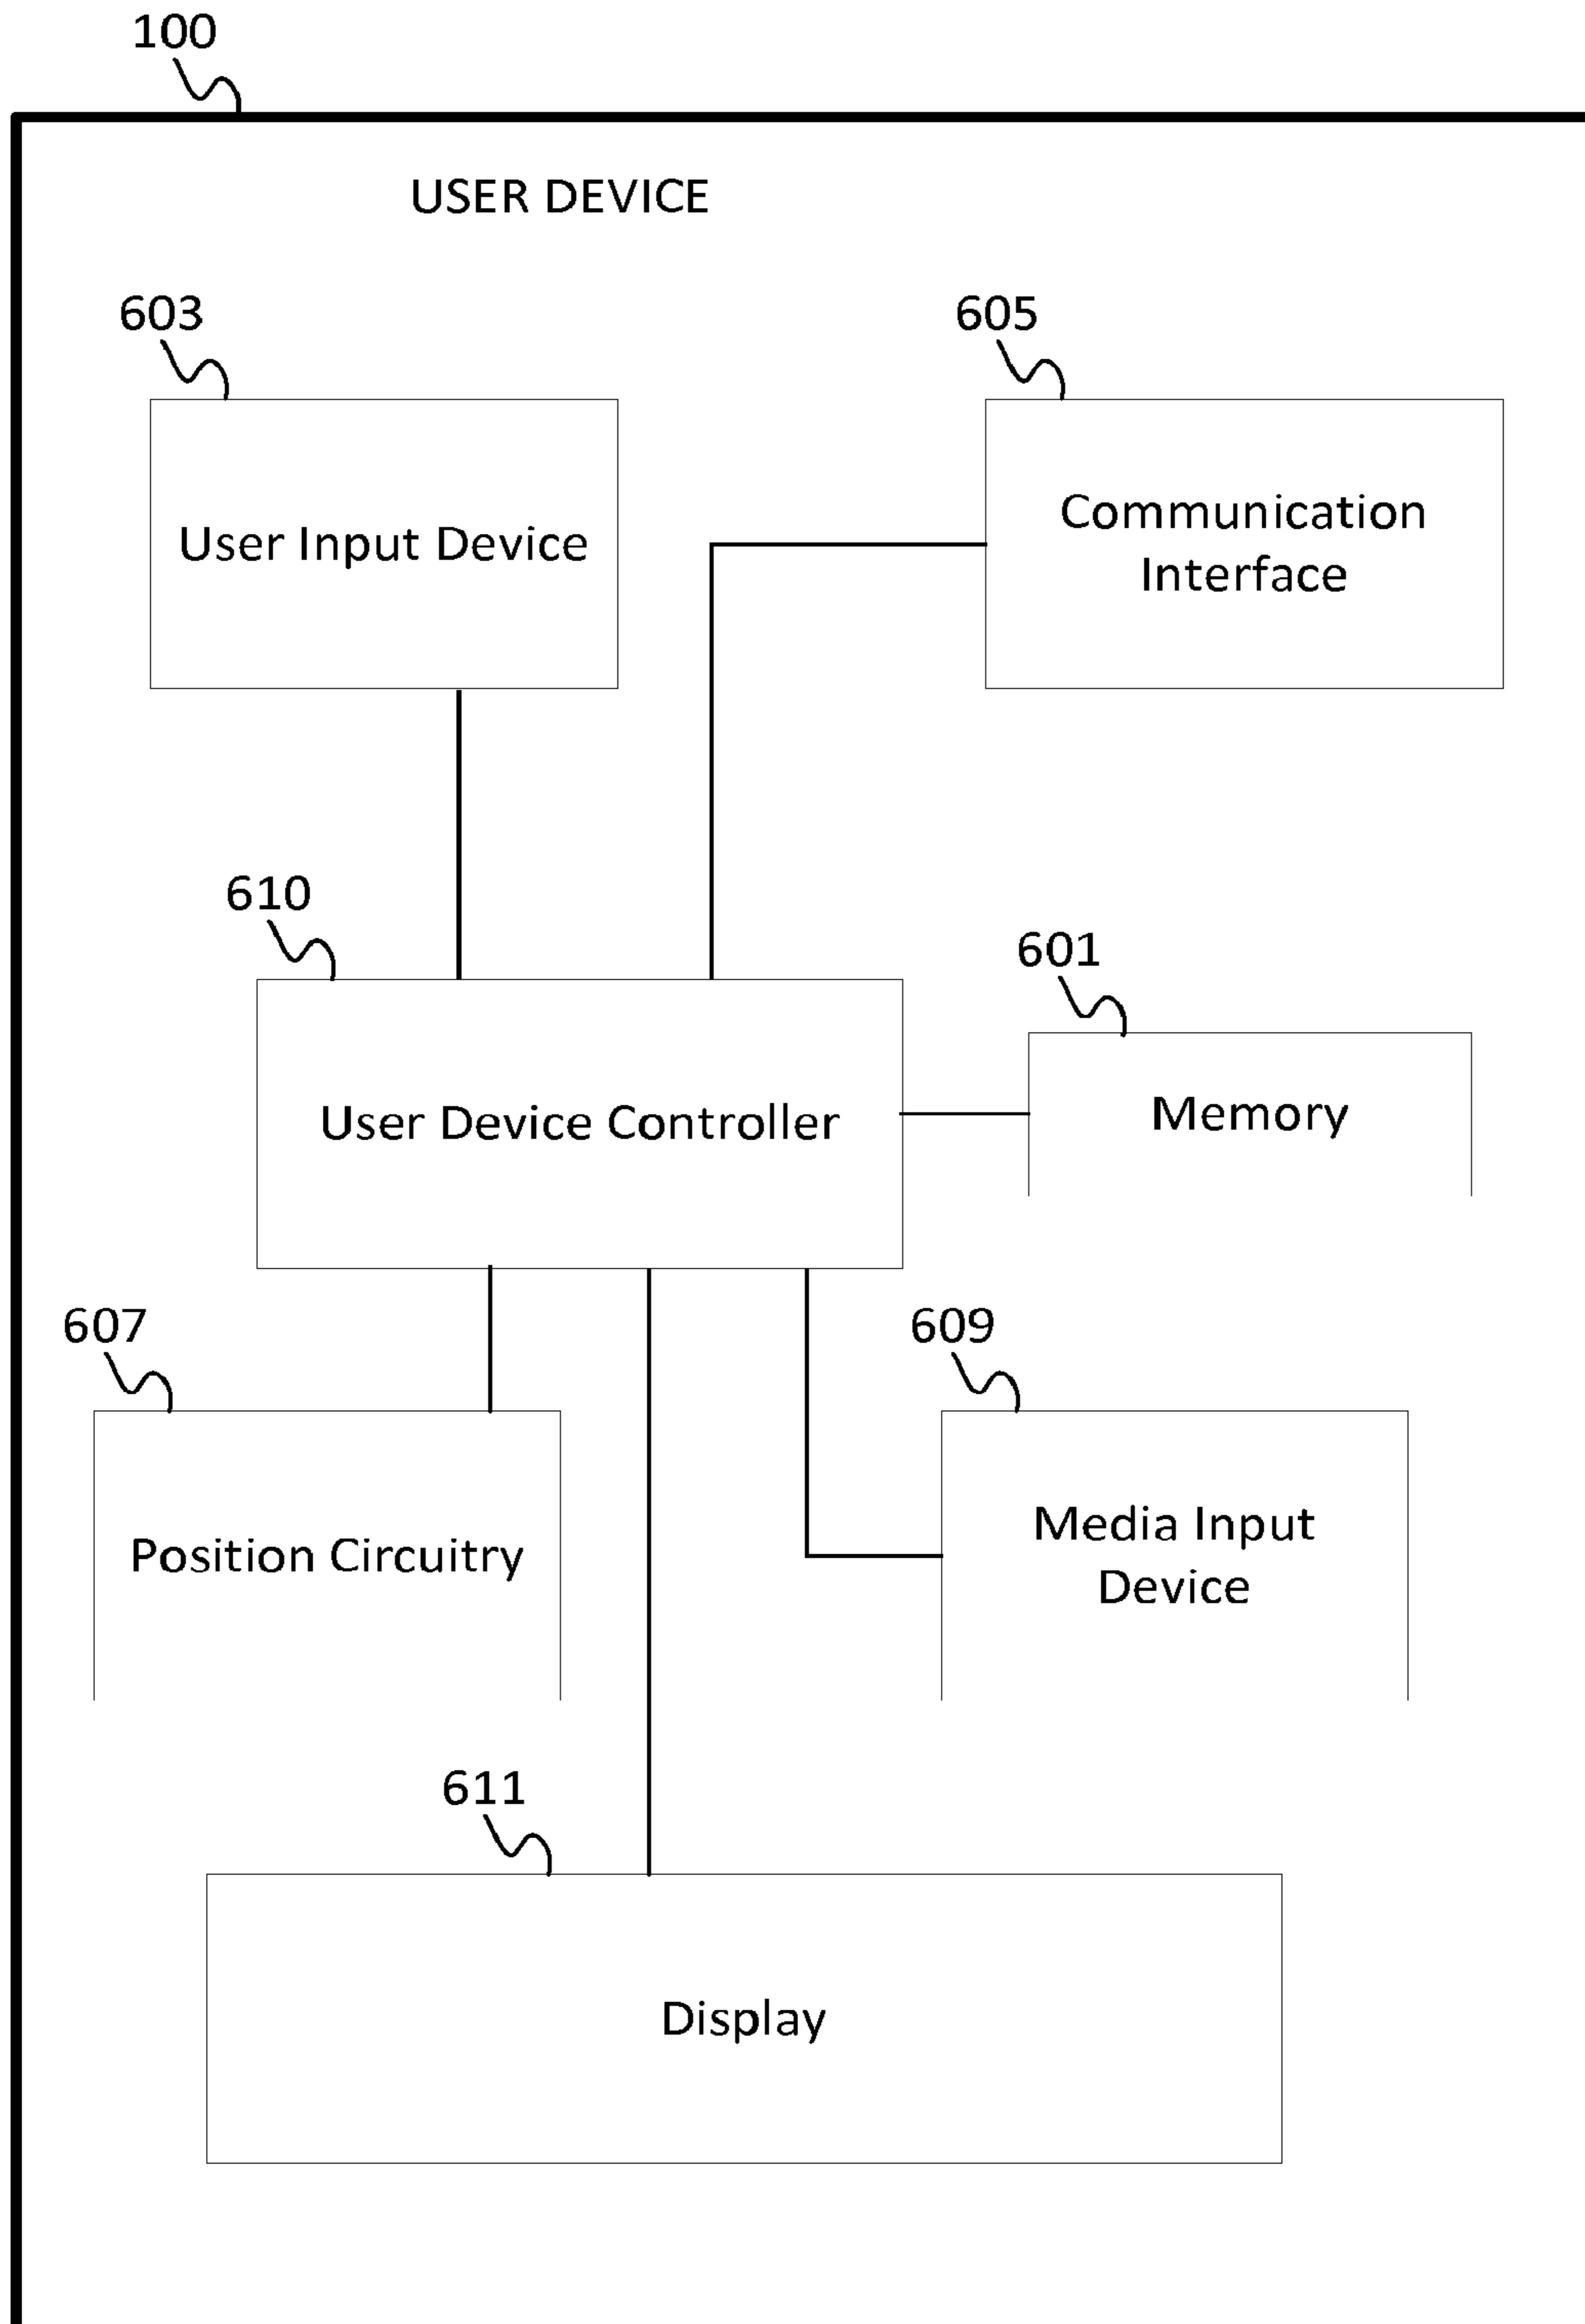 100
USER DEVICE
603
605
User Input Device
Communication
Interface
610
601
User Device Controller
Memory
607
609
Position Circuitry
Media Input
Device
611
Display